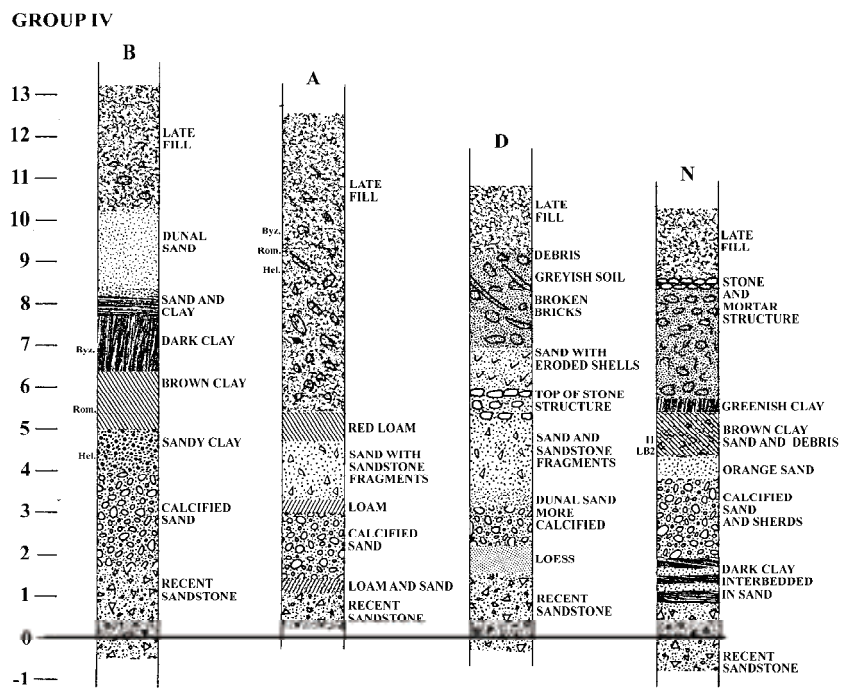 GROUP IV
B
A
D
N
13
12
11
10
9
8
7
6
5
4
3
2
1
0
-1
LATE
FILL
DUNAL
SAND
SAND AND
CLAY
DARK CLAY
Byz.
BROWN CLAY
Rom.
SANDY CLAY
Hel.
CALCIFIED
SAND
RECENT
SANDSTONE
LATE
FILL
Byz.
Rom.
Hel.
RED LOAM
SAND WITH
SANDSTONE
FRAGMENTS
LOAM
CALCIFIED
SAND
LOAM AND SAND
RECENT
SANDSTONE
LATE
FILL
DEBRIS
GREYISH SOIL
BROKEN
BRICKS
SAND WITH
ERODED SHELLS
TOP OF STONE
STRUCTURE
SAND AND
SANDSTONE
FRAGMENTS
DUNAL SAND
MORE
CALCIFIED
LOESS
RECENT
SANDSTONE
LATE
FILL
STONE
AND
MORTAR
STRUCTURE
GREENISH CLAY
BROWN CLAY
SAND AND DEBRIS
LB2
ORANGE SAND
CALCIFIED
SAND
AND SHERDS
DARK CLAY
INTERBEDDED
IN SAND
RECENT
SANDSTONE